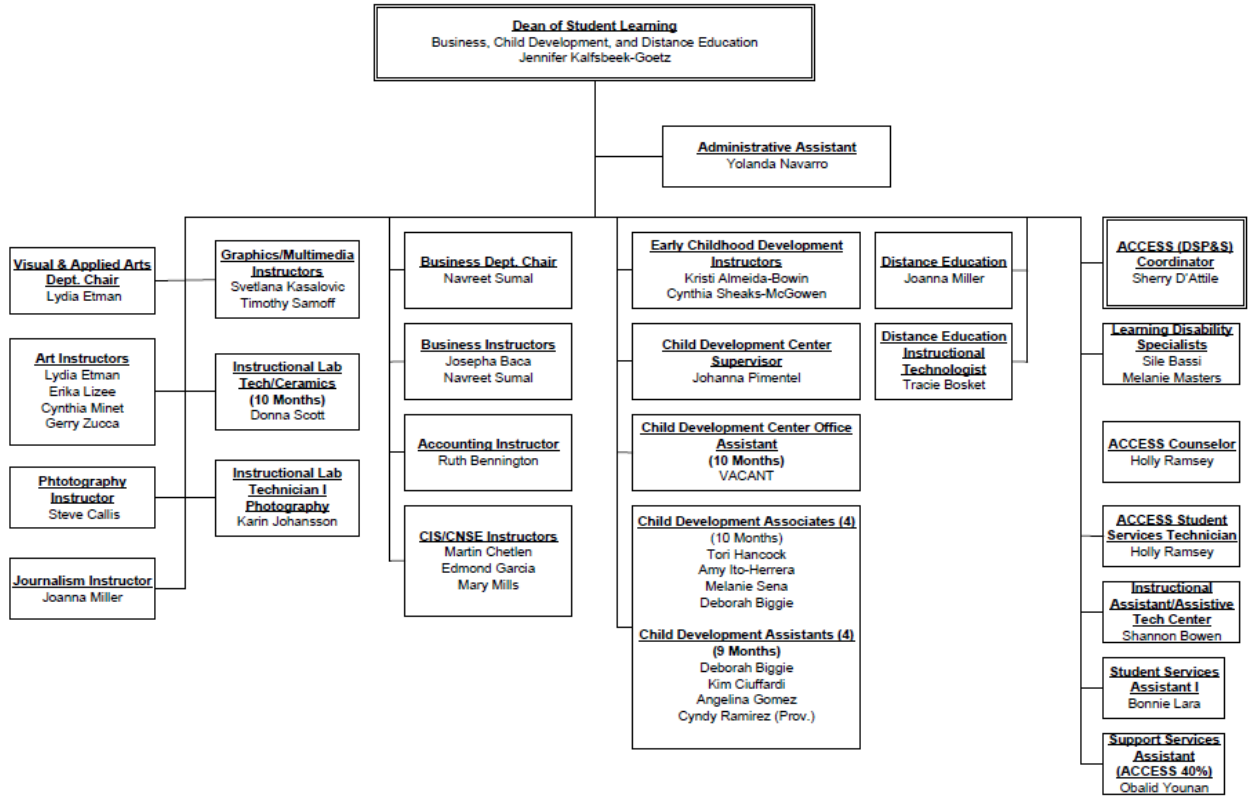 Dean of Student Learning
Business, Child Development, and Distance Education
Jennifer Kalfsbeek-Goetz
Administrative Assistant
Yolanda Navarro
Visual & Applied Arts
Dept. Chair
Lydia Etman
Art Instructors
Lydia Etman
Erika Lizee
Cynthia Minet
Gerry Zucca
Phtotography
Instructor
Steve Callis
Journalism Instructor
Joanna Miller
Graphics/Multimedia
Instructors
Svetlana Kasalovic
Timothy Samoff
Instructional Lab
Tech/Ceramics
(10 Months)
Donna Scott
Instructional Lab
Technician I
Photography
Karin Johansson
Business Dept. Chair
Navreet Sumal
Business Instructors
Josepha Baca
Navreet Sumal
Accounting Instructor
Ruth Bennington
CIS/CNSE Instructors
Martin Chetlen
Edmond Garcia
Mary Mills
Early Childhood Development
Instructors
Kristi Almeida-Bowin
Cynthia Sheaks-McGowen
Child Development Center
Supervisor
Johanna Pimentel
Child Development Center Office
Assistant
(10 Months)
VACANT
Child Development Associates (4)
(10 Months)
Tori Hancock
Amy Ito-Herrera
Melanie Sena
Deborah Biggie
Child Development Assistants (4)
(9 Months)
Deborah Biggie
Kim Ciuffardi
Angelina Gomez
Cyndy Ramirez (Prov.)
Distance Education
Joanna Miller
Distance Education
Instructional
Technologist
Tracie Bosket
ACCESS (DSP&S)
Coordinator
Sherry D'Attile
Learning Disability
Specialists
Sile Bassi
Melanie Masters
ACCESS Counselor
Holly Ramsey
ACCESS Student
Services Technician
Holly Ramsey
Instructional
Assistant/Assistive
Tech Center
Shannon Bowen
Student Services
Assistant I
Bonnie Lara
Support Services
Assistant
(ACCESS 40%)
Obalid Younan